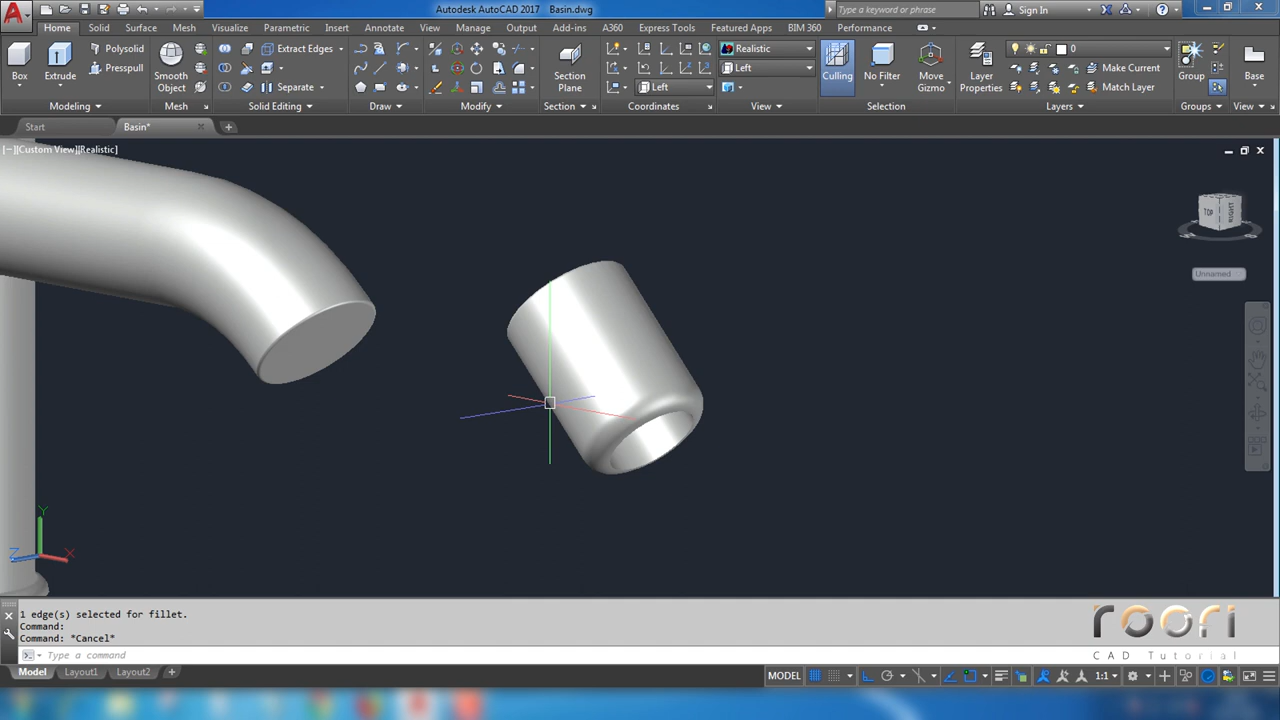 Autodesk AutoCAD 2017 Basin.dwg
Type a keyword or phrase
Sign In
Home Solid Surface Mesh Visualize Parametric Insert Annotate View Manage Output Add-ins A360 Express Tools Featured Apps BIM 360 Performance
Box
Extrude
Polysolid
Presspull
Smooth Object
Extract Edges
Separate
Section Plane
Left
Realistic
Left
Culling
No Filter
Move Gizmo
Layer Properties
0
Make Current
Match Layer
Group
Base
Modeling Mesh Solid Editing Draw Modify Section Coordinates View Selection Layers Groups View
Start Basin*
[−][Custom View][Realistic]
TOP RIGHT
Unnamed
Y
Z X
1 edge(s) selected for fillet.
Command:
Command: *Cancel*
Type a command
roori
CAD Tutorial
Model Layout1 Layout2 +
MODEL 1:1